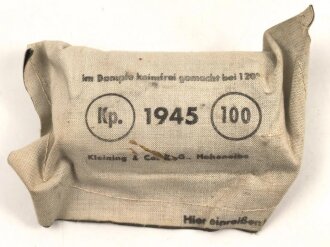 Im Dampfe keimfrei gemacht bei 120°
Kp. 1945 100
Kleining & Co. K.-G., Hohenelbe
Hier einreißen!